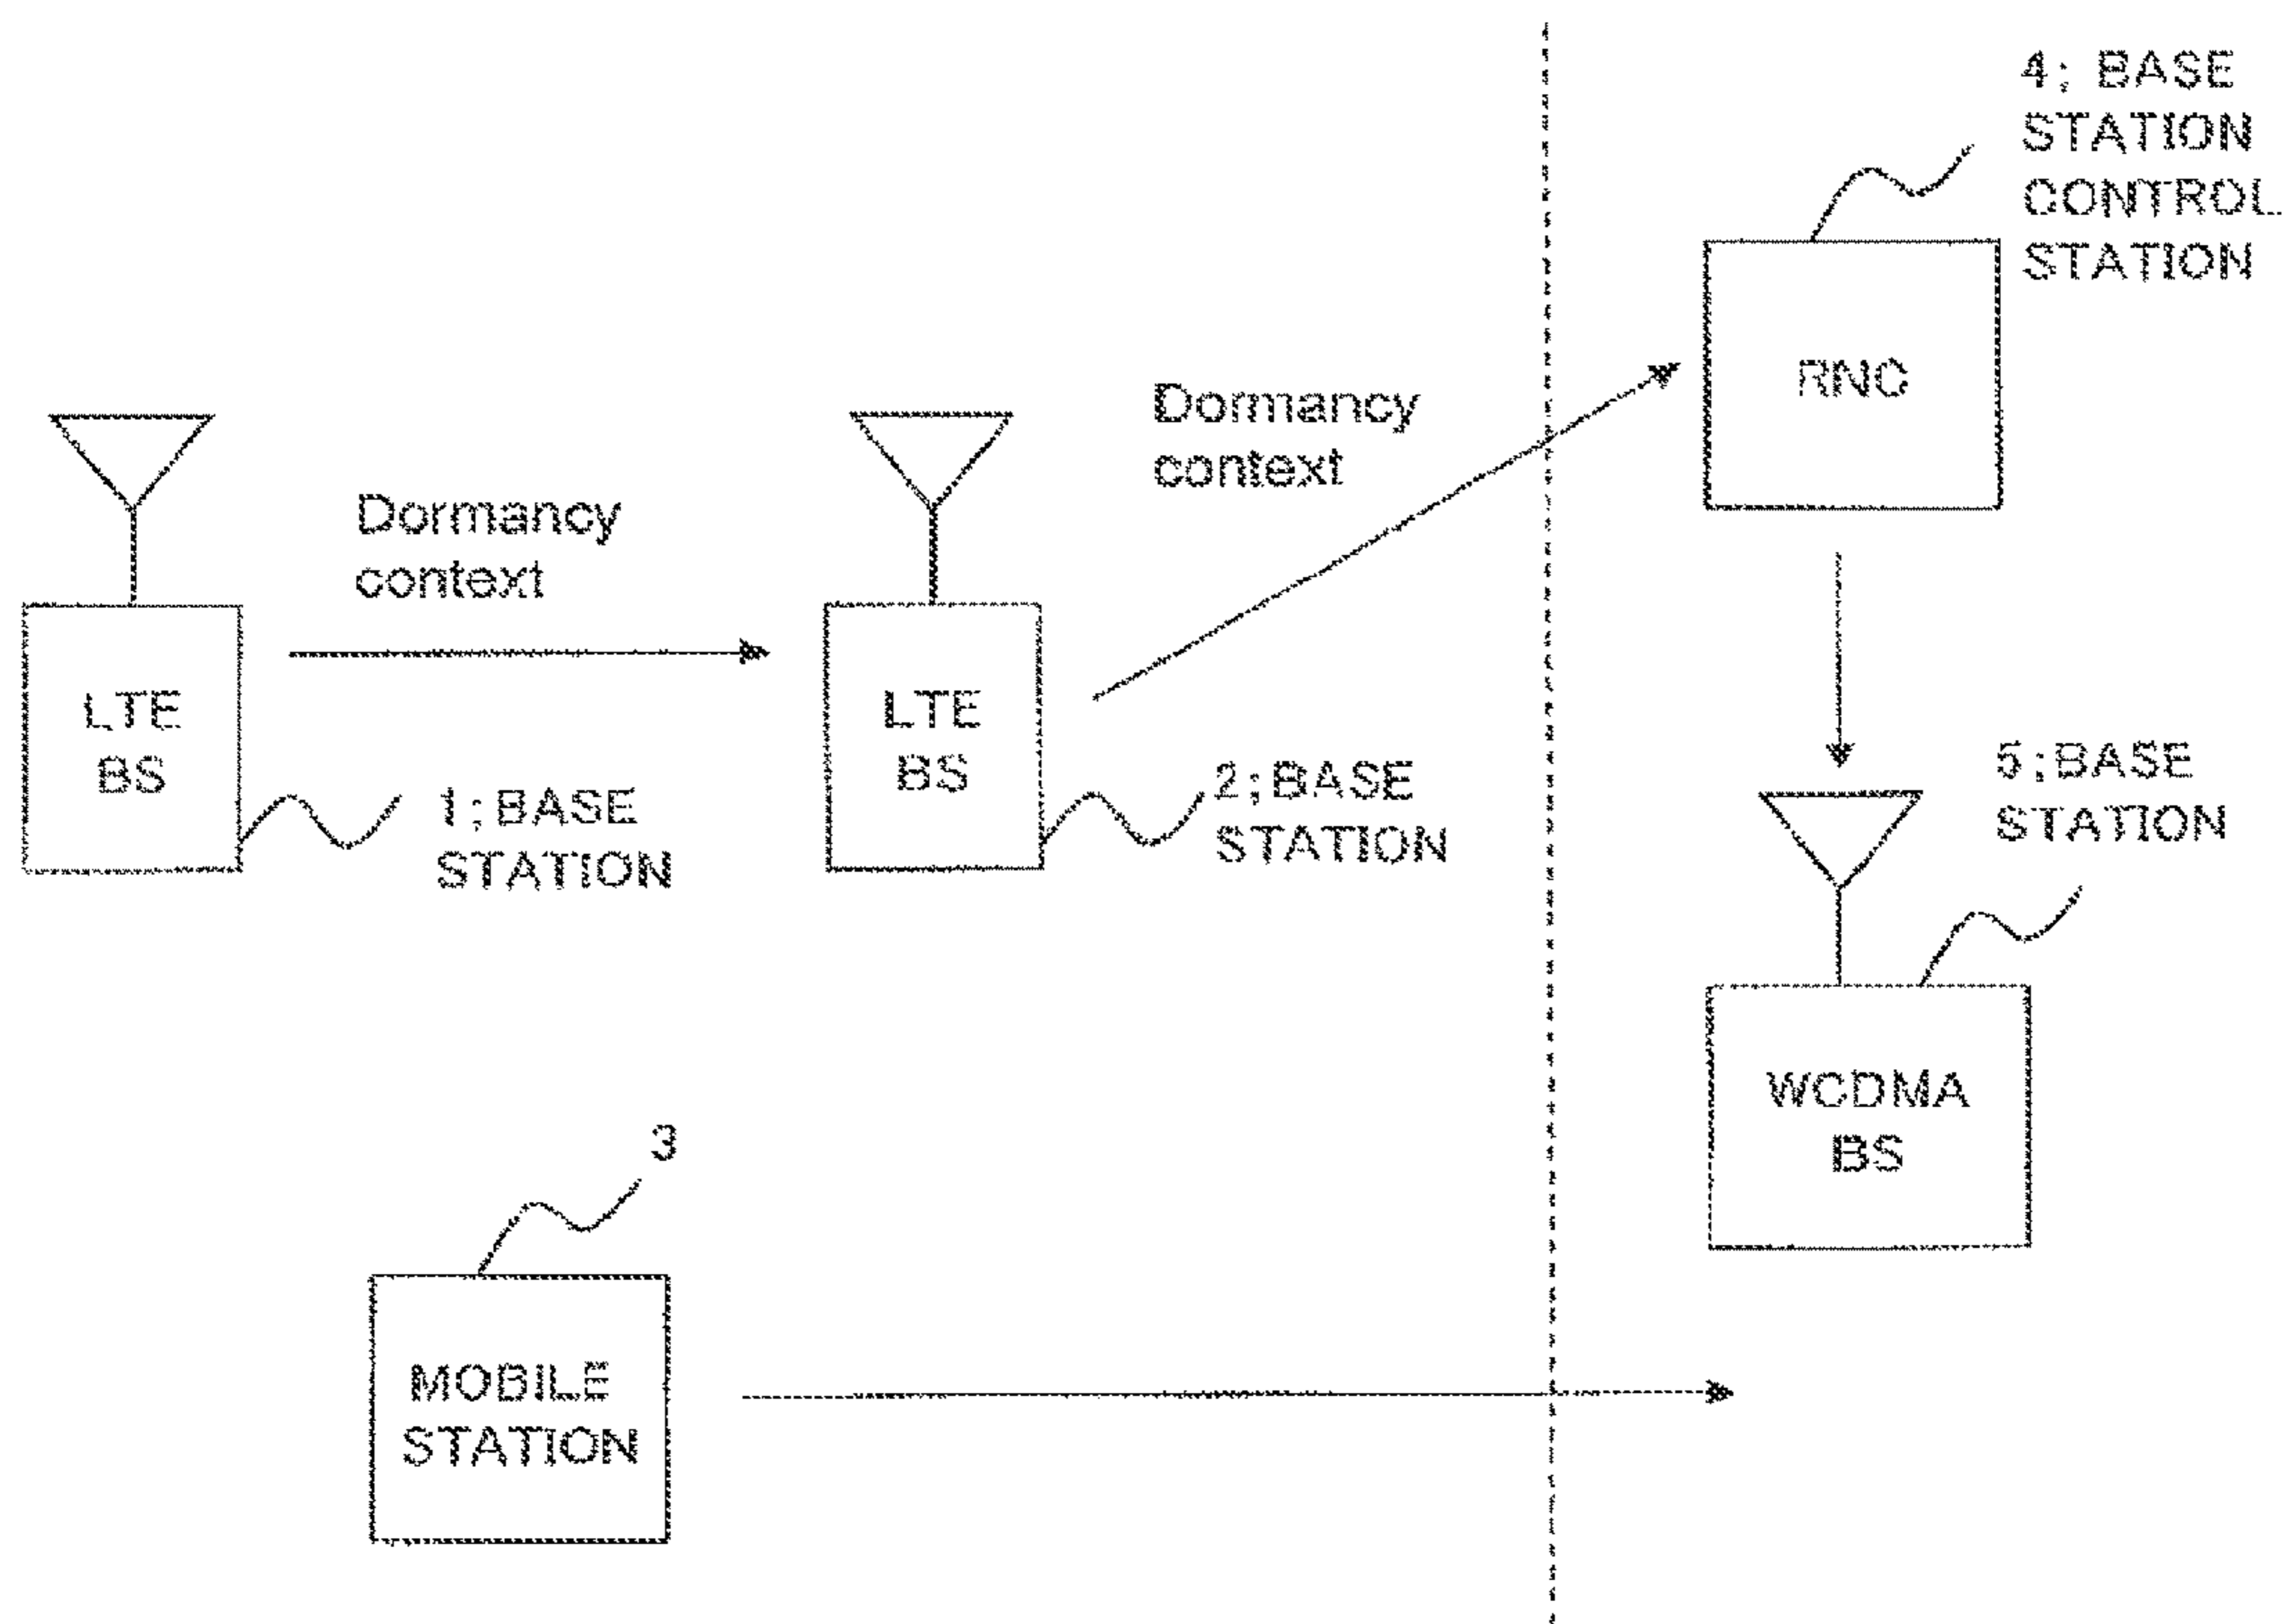 4; BASE
STATION
CONTROL
STATION
RNC
Dormancy
context
Dormancy
context
LTE
BS
LTE
BS
1;BASE
STATION
2;BASE
STATION
5;BASE
STATION
WCDMA
BS
3
MOBILE
STATION